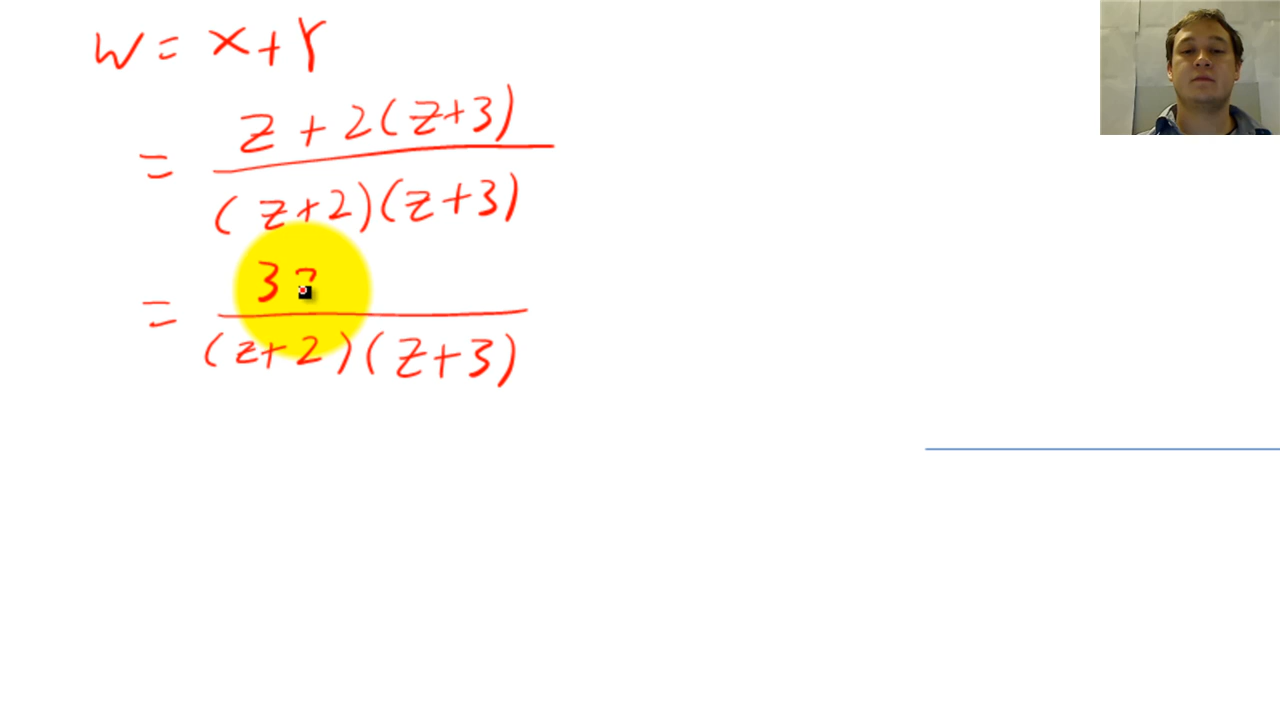 W = X + Y
= z + 2(z+3)
(z+2)(z+3)
= 3
(z+2)(z+3)